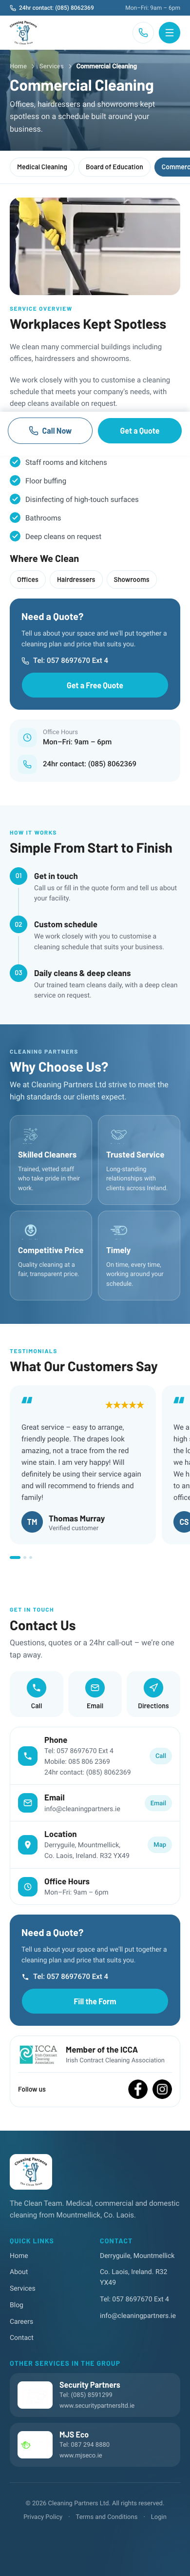 24hr contact: (085) 8062369
Mon–Fri: 9am – 6pm
Cleaning Partners
Home > Services > Commercial Cleaning
Commercial Cleaning
Offices, hairdressers and showrooms kept
spotless on a schedule built around your
business.
Medical Cleaning
Board of Education
Commerc
SERVICE OVERVIEW
Workplaces Kept Spotless
We clean many commercial buildings including
offices, hairdressers and showrooms.
We work closely with you to customise a cleaning
schedule that meets your company's needs, with
deep cleans available on request.
Call Now
Get a Quote
Staff rooms and kitchens
Floor buffing
Disinfecting of high-touch surfaces
Bathrooms
Deep cleans on request
Where We Clean
Offices
Hairdressers
Showrooms
Need a Quote?
Tell us about your space and we'll put together a
cleaning plan and price that suits you.
Tel: 057 8697670 Ext 4
Get a Free Quote
Office Hours
Mon–Fri: 9am – 6pm
24hr contact: (085) 8062369
HOW IT WORKS
Simple From Start to Finish
01
Get in touch
Call us or fill in the quote form and tell us about
your facility.
02
Custom schedule
We work closely with you to customise a
cleaning schedule that suits your business.
03
Daily cleans & deep cleans
Our trained team cleans daily, with a deep clean
service on request.
CLEANING PARTNERS
Why Choose Us?
We at Cleaning Partners Ltd strive to meet the
high standards our clients expect.
Skilled Cleaners
Trained, vetted staff
who take pride in their
work.
Trusted Service
Long-standing
relationships with
clients across Ireland.
Competitive Price
Quality cleaning at a
fair, transparent price.
Timely
On time, every time,
working around your
schedule.
TESTIMONIALS
What Our Customers Say
Great service – easy to arrange,
friendly people. The drapes look
amazing, not a trace from the red
wine stain. I am very happy! Will
definitely be using their service again
and will recommend to friends and
family!
TM
Thomas Murray
Verified customer
We a
high
the lo
we ha
We h
to an
office
CS
GET IN TOUCH
Contact Us
Questions, quotes or a 24hr call-out – we're one
tap away.
Call
Email
Directions
Phone
Tel: 057 8697670 Ext 4
Mobile: 085 806 2369
24hr contact: (085) 8062369
Call
Email
info@cleaningpartners.ie
Email
Location
Derryguile, Mountmellick,
Co. Laois, Ireland. R32 YX49
Map
Office Hours
Mon–Fri: 9am – 6pm
Need a Quote?
Tell us about your space and we'll put together a
cleaning plan and price that suits you.
Tel: 057 8697670 Ext 4
Fill the Form
ICCA
Irish Contract
Cleaning Association
Member of the ICCA
Irish Contract Cleaning Association
Follow us
Cleaning Partners
The Clean Team. Medical, commercial and domestic
cleaning from Mountmellick, Co. Laois.
QUICK LINKS
Home
About
Services
Blog
Careers
Contact
CONTACT
Derryguile, Mountmellick
Co. Laois, Ireland. R32
YX49
Tel: 057 8697670 Ext 4
info@cleaningpartners.ie
OTHER SERVICES IN THE GROUP
Security Partners
Tel: (085) 8591299
www.securitypartnersltd.ie
MJS Eco
Tel: 087 294 8880
www.mjseco.ie
© 2026 Cleaning Partners Ltd. All rights reserved.
Privacy Policy · Terms and Conditions · Login